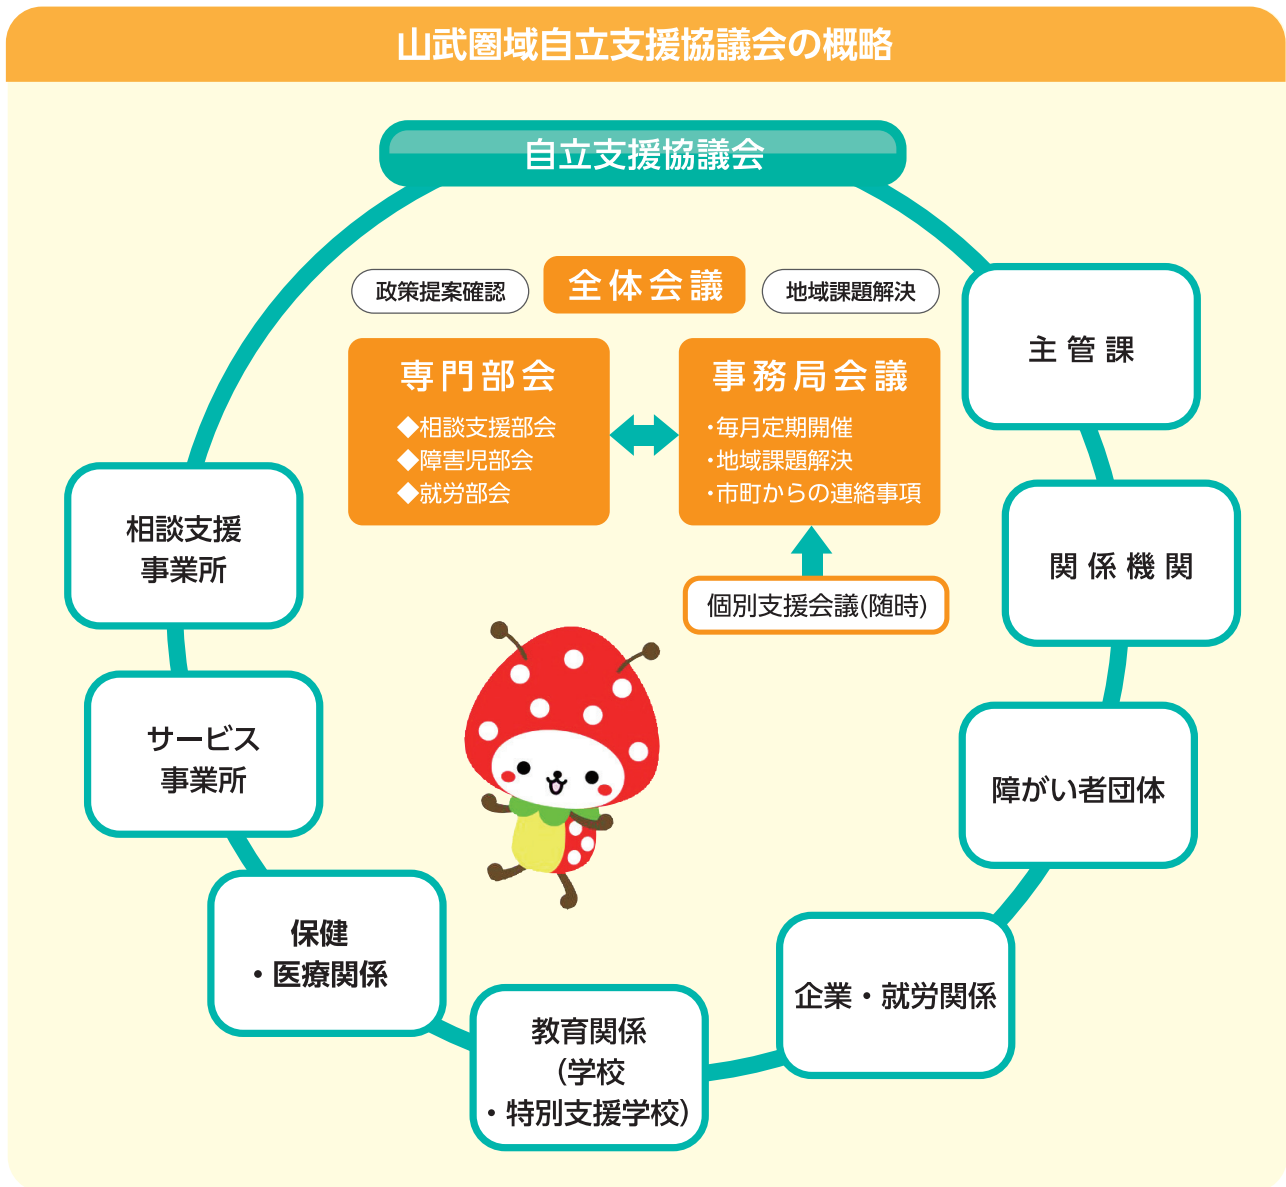 山武圏域自立支援協議会の概略
自立支援協議会
政策提案確認
全体会議
地域課題解決
専門部会
◆相談支援部会
◆障害児部会
◆就労部会
事務局会議
・毎月定期開催
・地域課題解決
・市町からの連絡事項
個別支援会議(随時)
主管課
関係機関
障がい者団体
企業・就労関係
教育関係
(学校
・特別支援学校)
保健
・医療関係
サービス
事業所
相談支援
事業所